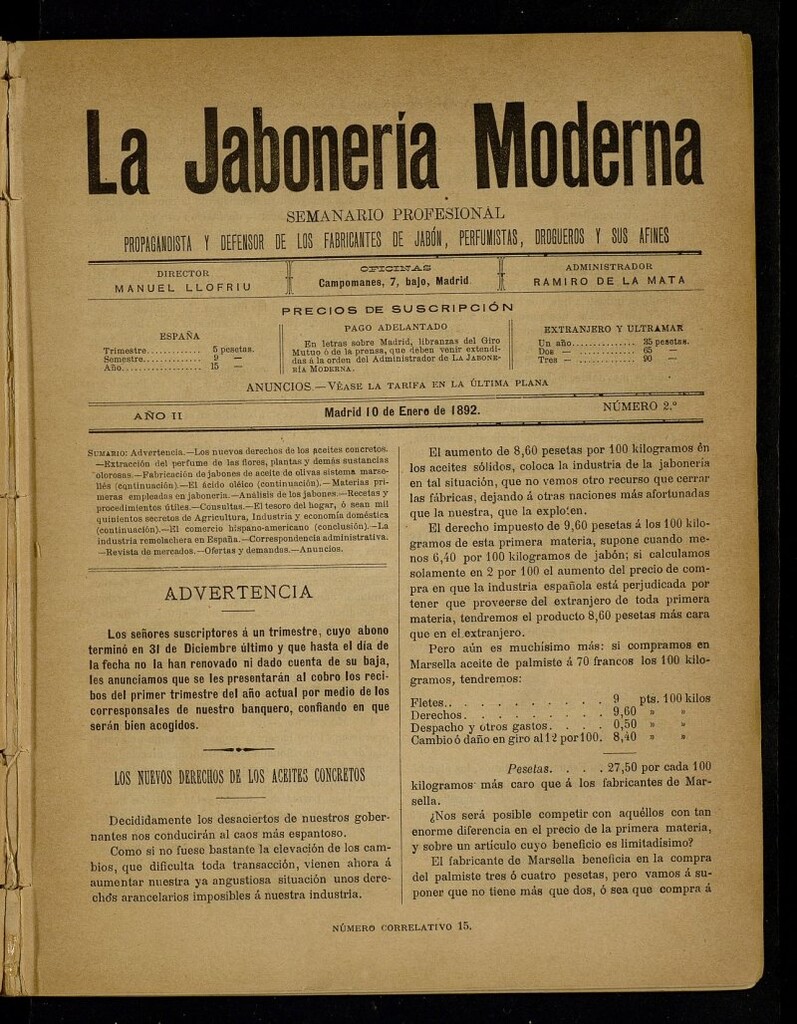 La Jabonería Moderna
SEMANARIO PROFESIONAL
PROPAGANDISTA Y DEFENSOR DE LOS FABRICANTES DE JABÓN, PERFUMISTAS, DROGUEROS Y SUS AFINES
DIRECTOR
MANUEL LLOFRIU
OFICINAS
Campomanes, 7, bajo, Madrid
ADMINISTRADOR
RAMIRO DE LA MATA
PRECIOS DE SUSCRIPCIÓN
ESPAÑA
Trimestre............ 5 pesetas.
Semestre............ 9 —
Año.................. 15 —
PAGO ADELANTADO
En letras sobre Madrid, libranzas del Giro
Mutuo ó de la prensa, que deben venir extendi-
das á la orden del Administrador de LA JABONE-
RÍA MODERNA.
EXTRANJERO Y ULTRAMAR
Un año............ 35 pesetas.
Dos — ............ 65 —
Tres — ............ 90 —
ANUNCIOS.—VÉASE LA TARIFA EN LA ÚLTIMA PLANA
AÑO II
Madrid 10 de Enero de 1892.
NÚMERO 2.º
SUMARIO: Advertencia.—Los nuevos derechos de los aceites concretos.
—Extracción del perfume de las flores, plantas y demás sustancias
olorosas.—Fabricación de jabones de aceite de olivas sistema marse-
llés (continuación).—El ácido oléico (continuación).—Materias pri-
meras empleadas en jabonería.—Análisis de los jabones.—Recetas y
procedimientos útiles.—Consultas.—El tesoro del hogar, ó sean mil
quinientos secretos de Agricultura, Industria y economía doméstica
(continuación).—El comercio hispano-americano (conclusión).—La
industria remolachera en España.—Correspondencia administrativa.
—Revista de mercados.—Ofertas y demandas.—Anuncios.
ADVERTENCIA
Los señores suscriptores á un trimestre, cuyo abono
terminó en 31 de Diciembre último y que hasta el día de
la fecha no la han renovado ni dado cuenta de su baja,
les anunciamos que se les presentarán al cobro los reci-
bos del primer trimestre del año actual por medio de los
corresponsales de nuestro banquero, confiando en que
serán bien acogidos.
LOS NUEVOS DERECHOS DE LOS ACEITES CONCRETOS
Decididamente los desaciertos de nuestros gober-
nantes nos conducirán al caos más espantoso.
Como si no fuese bastante la elevación de los cam-
bios, que dificulta toda transacción, vienen ahora á
aumentar nuestra ya angustiosa situación unos dere-
chos arancelarios imposibles á nuestra industria.
El aumento de 8,60 pesetas por 100 kilogramos en
los aceites sólidos, coloca la industria de la jabonería
en tal situación, que no vemos otro recurso que cerrar
las fábricas, dejando á otras naciones más afortunadas
que la nuestra, que la exploten.
El derecho impuesto de 9,60 pesetas á los 100 kilo-
gramos de esta primera materia, supone cuando me-
nos 6,40 por 100 kilogramos de jabón; si calculamos
solamente en 2 por 100 el aumento del precio de com-
pra en que la industria española está perjudicada por
tener que proveerse del extranjero de toda primera
materia, tendremos el producto 8,60 pesetas más cara
que en el extranjero.
Pero aún es muchísimo más: si compramos en
Marsella aceite de palmiste á 70 francos los 100 kilo-
gramos, tendremos:
Fletes. . . . . . . . . . 9 pts. 100 kilos
Derechos. . . . . . . . . 9,60 » »
Despacho y otros gastos. . . . 0,50 » »
Cambio ó daño en giro al 12 por 100. 8,40 » »
Pesetas. . . . 27,50 por cada 100
kilogramos más caro que á los fabricantes de Mar-
sella.
¿Nos será posible competir con aquéllos con tan
enorme diferencia en el precio de la primera materia,
y sobre un artículo cuyo beneficio es limitadísimo?
El fabricante de Marsella beneficia en la compra
del palmiste tres ó cuatro pesetas, pero vamos á su-
poner que no tiene más que dos, ó sea que compra á
NÚMERO CORRELATIVO 15.